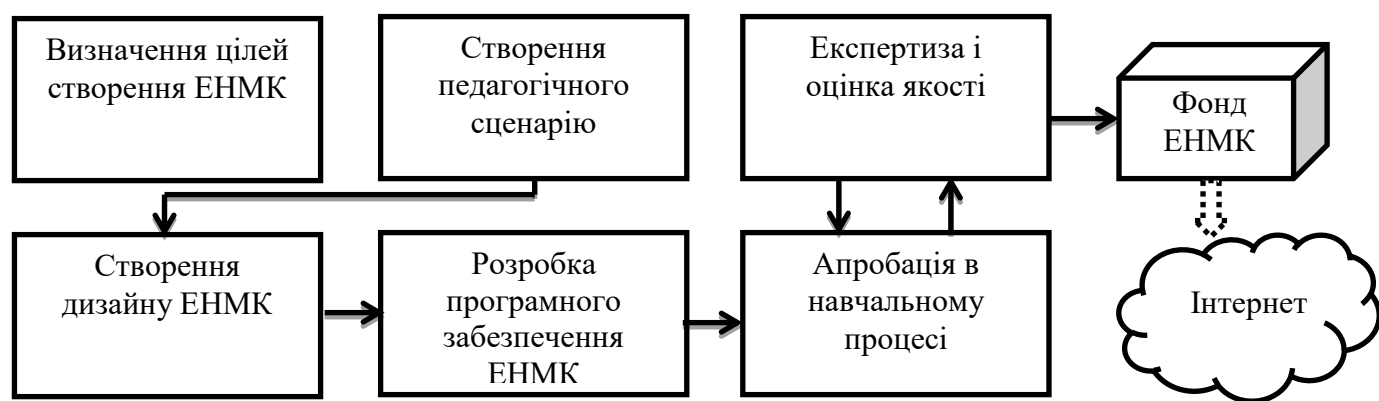 Визначення цілей
створення ЕНМК
Створення
педагогічного
сценарію
Експертиза і
оцінка якості
Фонд
ЕНМК
Створення
дизайну ЕНМК
Розробка
програмного
забезпечення
ЕНМК
Апробація в
навчальному
процесі
Інтернет